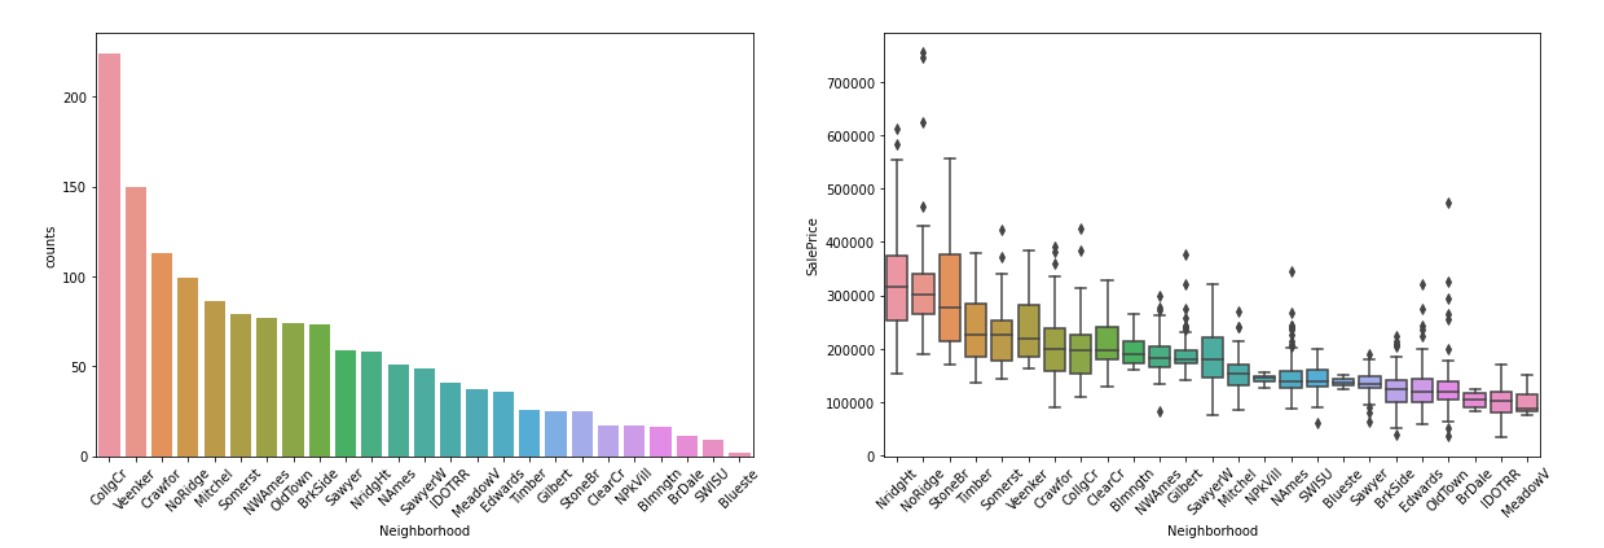 counts
200
150
100
50
0
CollgCr
Veenker
Crawfor
NoRidge
Mitchel
Somerst
NWAmes
OldTown
BrkSide
Sawyer
NridgHt
NAmes
SawyerW
IDOTRR
MeadowV
Edwards
Timber
Gilbert
StoneBr
ClearCr
NPkVill
Blmngtn
BrDale
SWISU
Blueste
Neighborhood
SalePrice
700000
600000
500000
400000
300000
200000
100000
0
NridgHt
NoRidge
StoneBr
Timber
Somerst
Veenker
Crawfor
CollgCr
ClearCr
Blmngtn
NWAmes
Gilbert
SawyerW
Mitchel
NPkVill
NAmes
SWISU
Blueste
Sawyer
BrkSide
Edwards
OldTown
BrDale
IDOTRR
MeadowV
Neighborhood